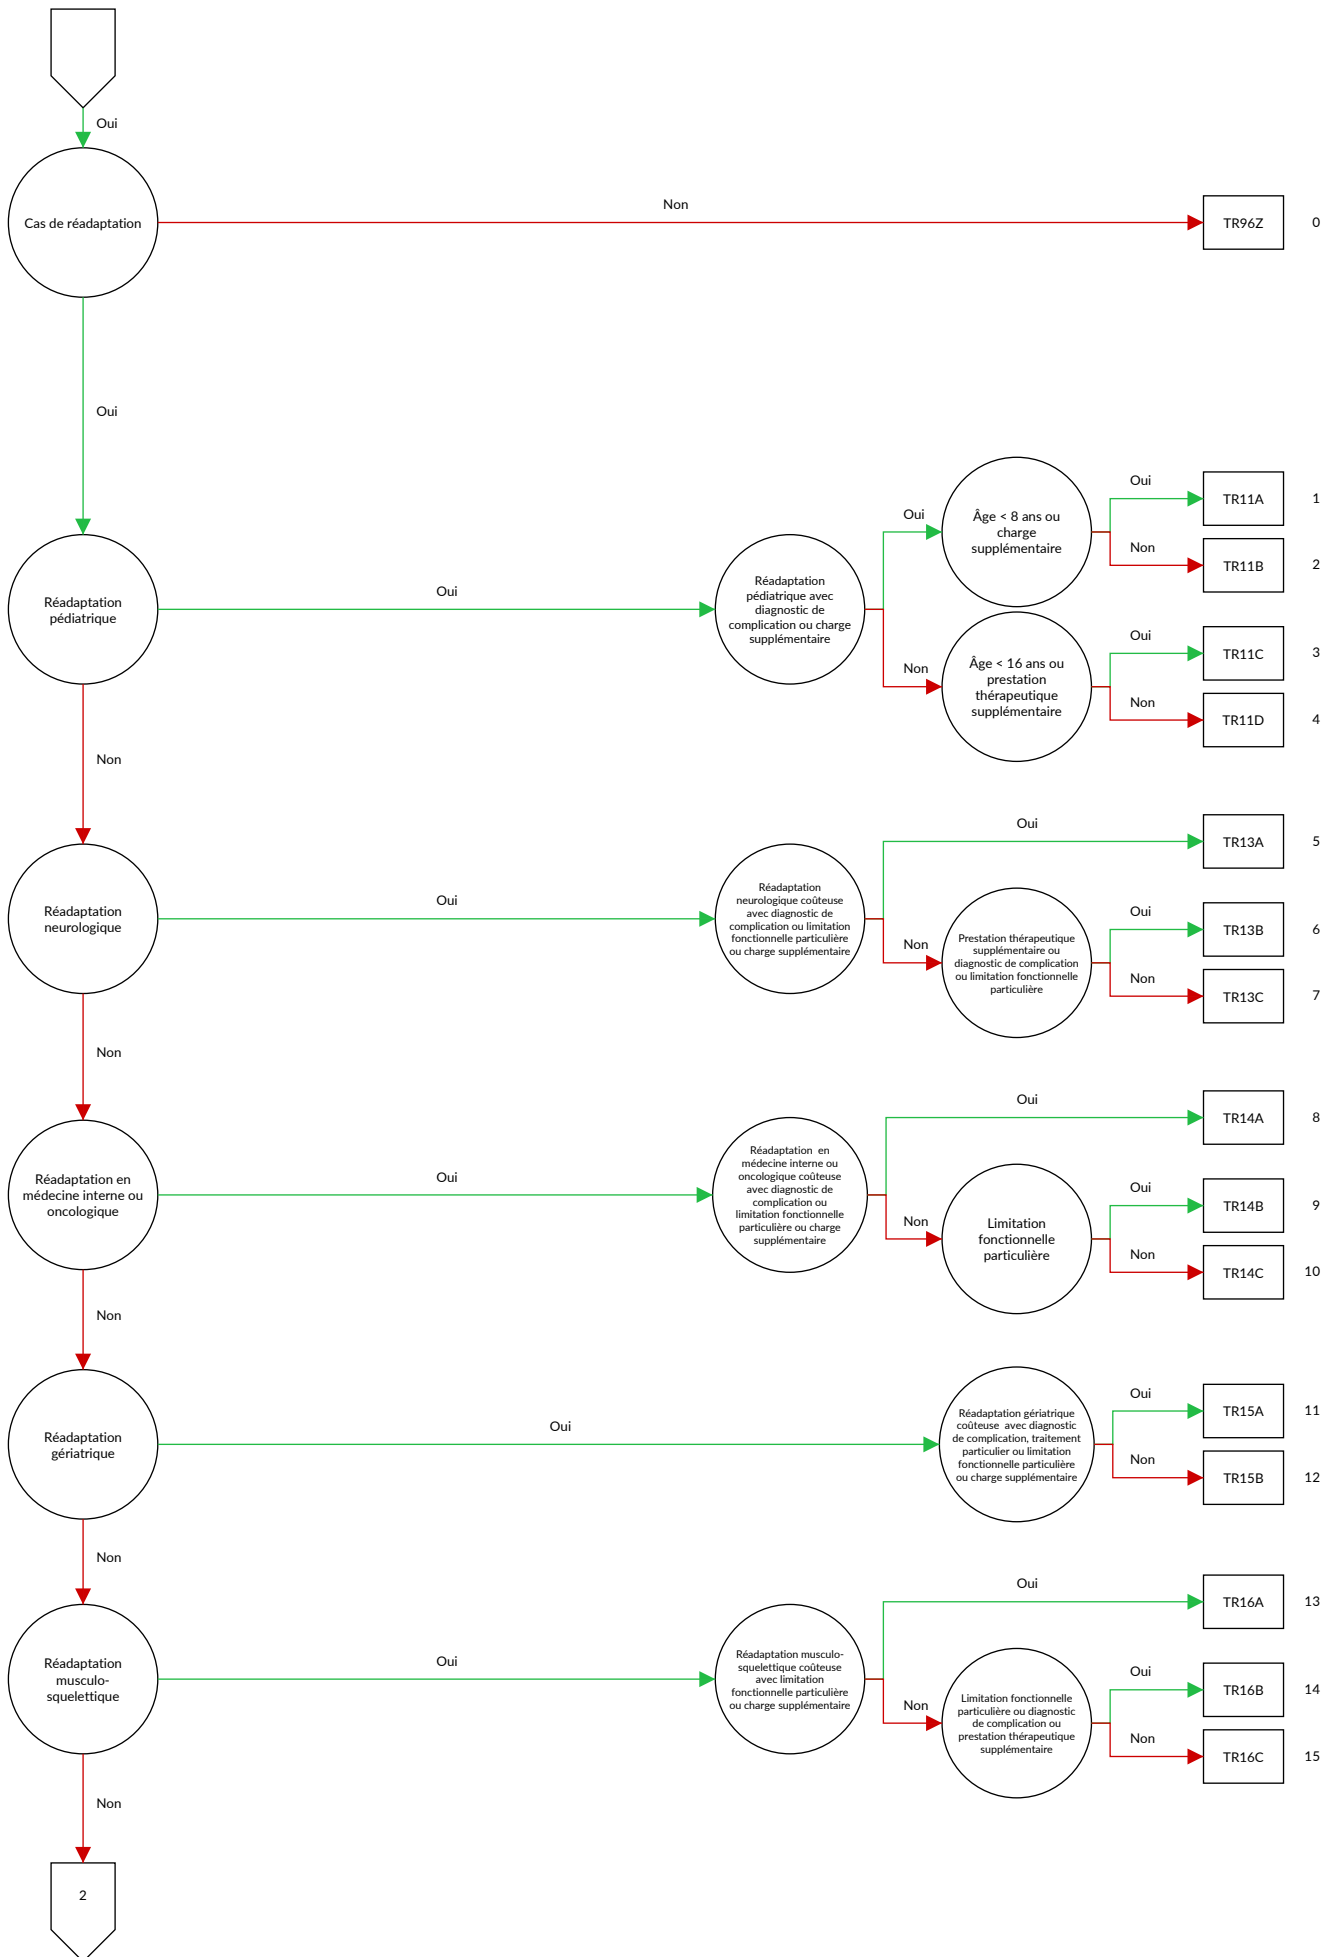 Oui
Cas de réadaptation
Non
TR96Z
0
Oui
Réadaptation
pédiatrique
Oui
Réadaptation
pédiatrique avec
diagnostic de
complication ou charge
supplémentaire
Oui
Âge < 8 ans ou
charge
supplémentaire
Oui
TR11A
1
Non
TR11B
2
Non
Âge < 16 ans ou
prestation
thérapeutique
supplémentaire
Oui
TR11C
3
Non
TR11D
4
Non
Réadaptation
neurologique
Oui
Réadaptation
neurologique coûteuse
avec diagnostic de
complication ou limitation
fonctionnelle particulière
ou charge supplémentaire
Oui
TR13A
5
Non
Prestation thérapeutique
supplémentaire ou
diagnostic de complication
ou limitation fonctionnelle
particulière
Oui
TR13B
6
Non
TR13C
7
Non
Réadaptation en
médecine interne ou
oncologique
Oui
Réadaptation en
médecine interne ou
oncologique coûteuse
avec diagnostic de
complication ou
limitation fonctionnelle
particulière ou charge
supplémentaire
Oui
TR14A
8
Non
Limitation
fonctionnelle
particulière
Oui
TR14B
9
Non
TR14C
10
Non
Réadaptation
gériatrique
Oui
Réadaptation gériatrique
coûteuse avec diagnostic
de complication, traitement
particulier ou limitation
fonctionnelle particulière
ou charge supplémentaire
Oui
TR15A
11
Non
TR15B
12
Non
Réadaptation
musculo-
squelettique
Oui
Réadaptation musculo-
squelettique coûteuse
avec limitation
fonctionnelle particulière
ou charge supplémentaire
Oui
TR16A
13
Non
Limitation fonctionnelle
particulière ou diagnostic
de complication ou
prestation thérapeutique
supplémentaire
Oui
TR16B
14
Non
TR16C
15
Non
2